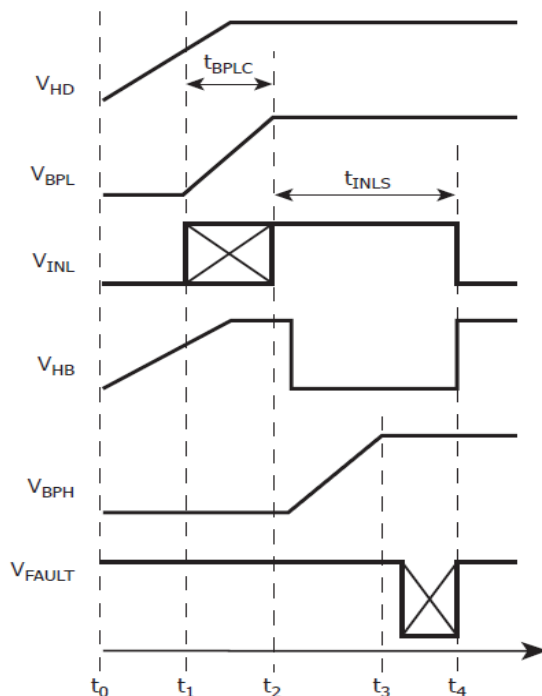 V_HD
t_BPLC
V_BPL
t_INLS
V_INL
V_HB
V_BPH
V_FAULT
t_0 t_1 t_2 t_3 t_4